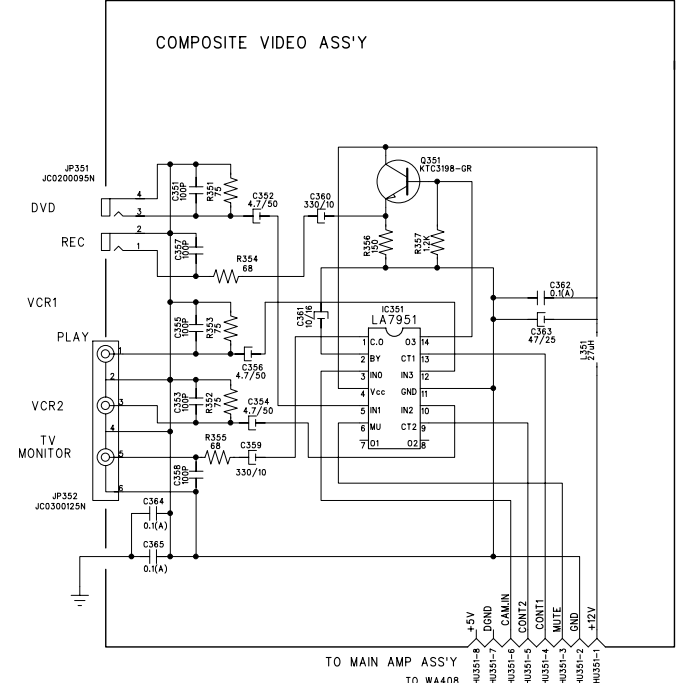 COMPOSITE VIDEO ASS'Y
JP351
JC0200095N
DVD
4
3
REC
2
1
C351
100P
R351
75
C352
4.7/50
C357
100P
R354
68
C360
330/10
Q351
KTC3198-GR
R356
150
R357
1.2K
VCR1
PLAY
C355
100P
R353
75
C356
4.7/50
C361
10/16
IC351
LA7951
1 C.O O3 14
2 BY CT1 13
3 IN0 IN3 12
4 Vcc GND 11
5 IN1 IN2 10
6 MU CT2 9
7 O1 O2 8
C362
0.1(A)
C363
47/25
L351
27uH
1
2
VCR2
3
C353
100P
R352
75
C354
4.7/50
4
TV
MONITOR
5
R355
68
C359
330/10
C358
100P
6
JP352
JC0300125N
C364
0.1(A)
C365
0.1(A)
+5V
DGND
CAM.IN
CONT2
CONT1
MUTE
GND
+12V
TO MAIN AMP ASS'Y
TO WA408
HU351-8
HU351-7
HU351-6
HU351-5
HU351-4
HU351-3
HU351-2
HU351-1